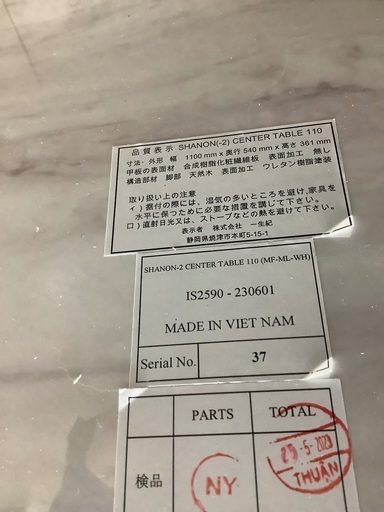 品質表示 SHANON(-2) CENTER TABLE 110
寸法・外形 幅 1100mm x 奥行 540mm x 高さ 361mm
甲板の表面材 合成樹脂化粧繊維板 表面加工 無し
構造部材 脚部 天然木 表面加工 ウレタン樹脂塗装
取り扱い上の注意
イ) 据付の際には、湿気の多いところを避け、家具を
水平に保つために必要な措置を講じて下さい。
ロ) 直射日光又は、ストーブなどの熱を避けて下さい。
表示者 株式会社 一生紀
静岡県焼津市本町5-15-1
SHANON-2 CENTER TABLE 110 (MF-ML-WH)
IS2590 - 230601
MADE IN VIET NAM
Serial No. 37
PARTS TOTAL
検品 NY
THUẬN